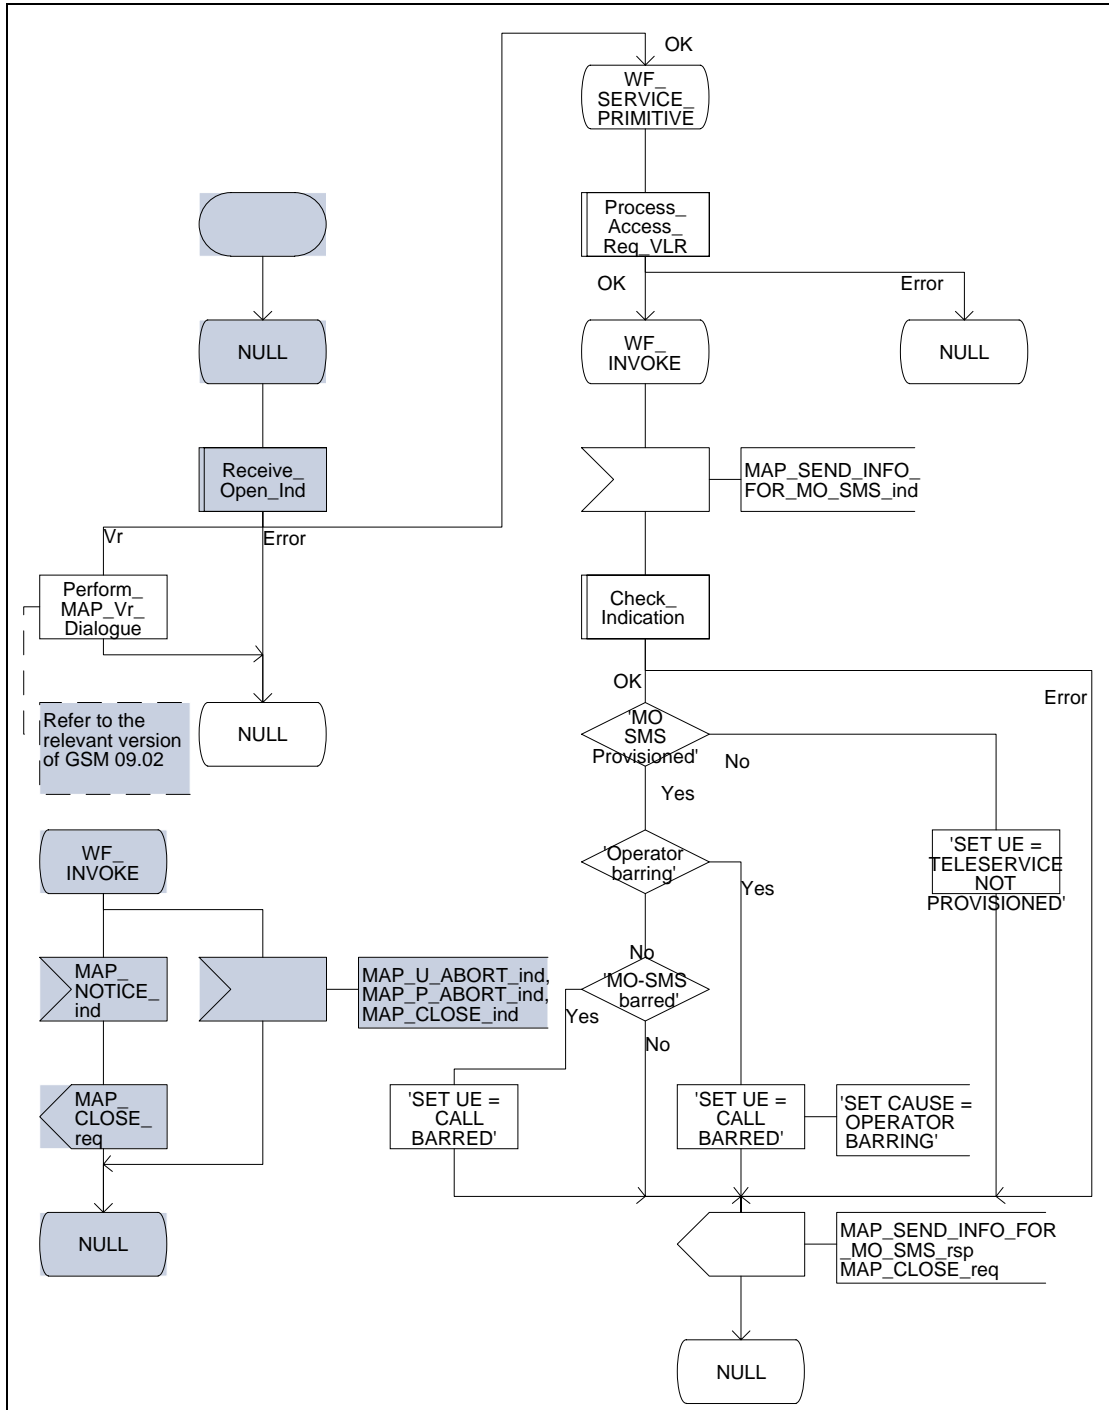 OK
WF_
SERVICE_
PRIMITIVE
Process_
Access_
Req_VLR
OK
Error
NULL
WF_
INVOKE
NULL
Receive_
Open_Ind
MAP_SEND_INFO_
FOR_MO_SMS_ind
Vr
Error
Perform_
MAP_Vr_
Dialogue
Check_
Indication
OK
Error
Refer to the
relevant version
of GSM 09.02
NULL
'MO
SMS
Provisioned'
No
Yes
WF_
INVOKE
'Operator
barring'
Yes
'SET UE =
TELESERVICE
NOT
PROVISIONED'
No
MAP_
NOTICE_
ind
MAP_U_ABORT_ind,
MAP_P_ABORT_ind,
MAP_CLOSE_ind
'MO-SMS
barred'
Yes
No
MAP_
CLOSE_
req
'SET UE =
CALL
BARRED'
'SET UE =
CALL
BARRED'
'SET CAUSE =
OPERATOR
BARRING'
NULL
MAP_SEND_INFO_FOR
_MO_SMS_rsp
MAP_CLOSE_req
NULL